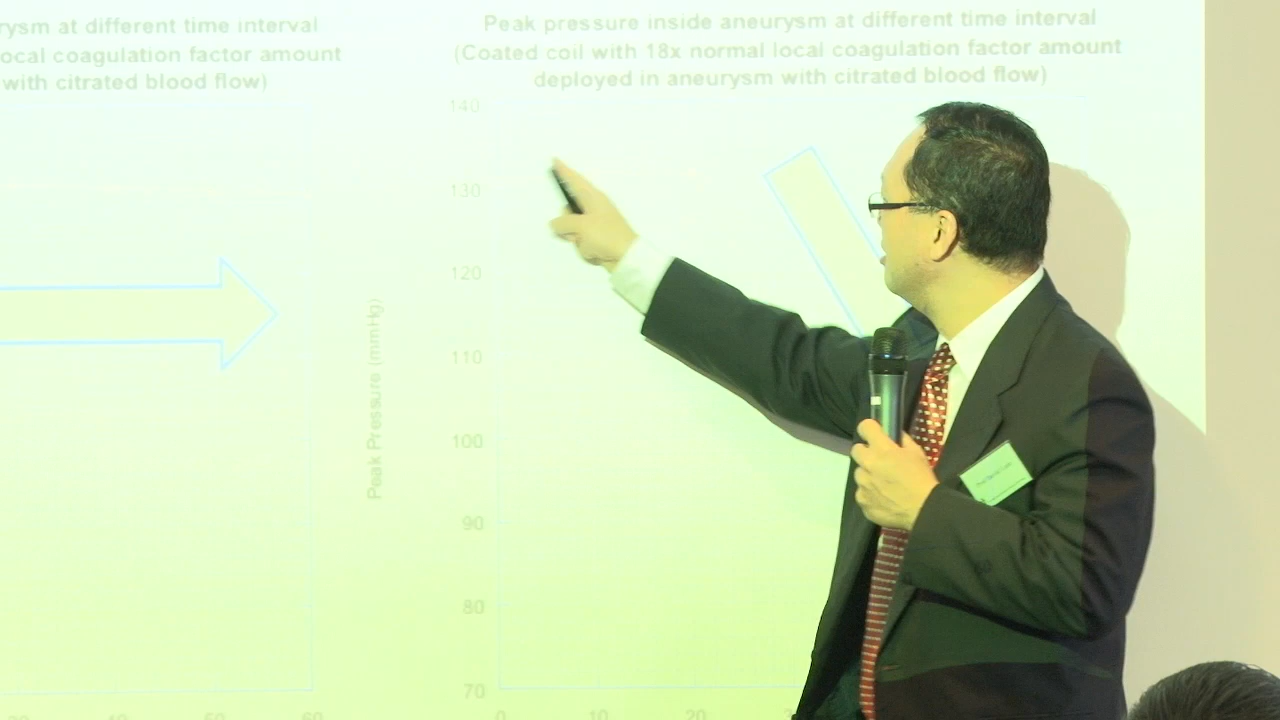 rysm at different time interval
ocal coagulation factor amount
with citrated blood flow)
60
Peak pressure inside aneurysm at different time interval
(Coated coil with 18x normal local coagulation factor amount
deployed in aneurysm with citrated blood flow)
Peak Pressure (mmHg)
140
130
120
110
100
90
80
70
0
10
20